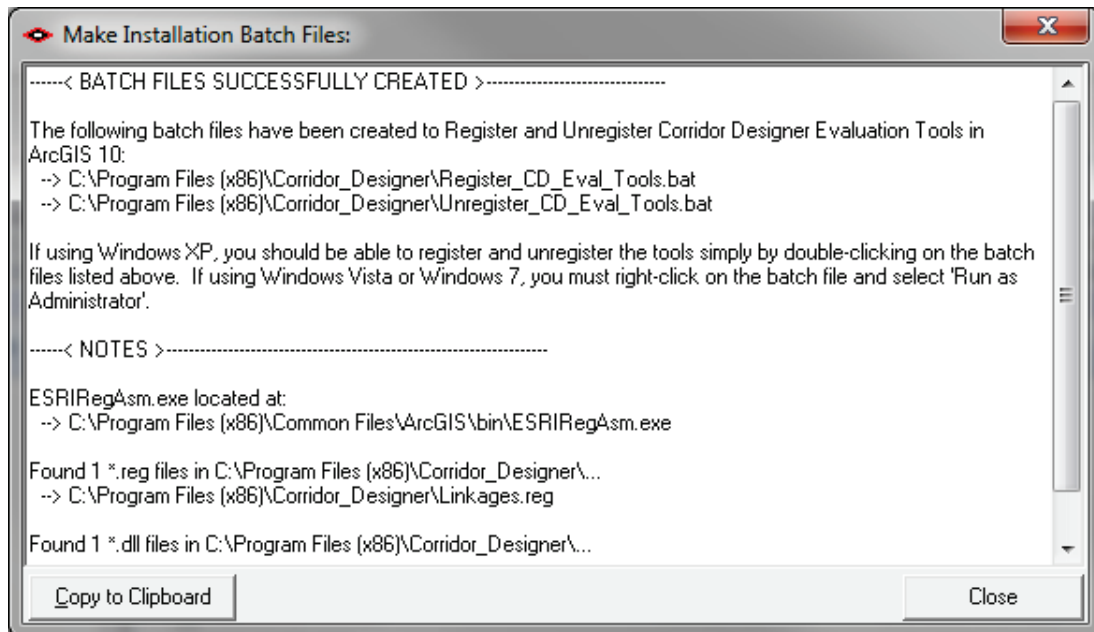 Make Installation Batch Files:
------< BATCH FILES SUCCESSFULLY CREATED >--------------------------------
The following batch files have been created to Register and Unregister Corridor Designer Evaluation Tools in
ArcGIS 10:
--> C:\Program Files (x86)\Corridor_Designer\Register_CD_Eval_Tools.bat
--> C:\Program Files (x86)\Corridor_Designer\Unregister_CD_Eval_Tools.bat
If using Windows XP, you should be able to register and unregister the tools simply by double-clicking on the batch
files listed above.  If using Windows Vista or Windows 7, you must right-click on the batch file and select 'Run as
Administrator'.
------< NOTES >--------------------------------------------------------------------
ESRIRegAsm.exe located at:
--> C:\Program Files (x86)\Common Files\ArcGIS\bin\ESRIRegAsm.exe
Found 1 *.reg files in C:\Program Files (x86)\Corridor_Designer\...
--> C:\Program Files (x86)\Corridor_Designer\Linkages.reg
Found 1 *.dll files in C:\Program Files (x86)\Corridor_Designer\...
Copy to Clipboard
Close